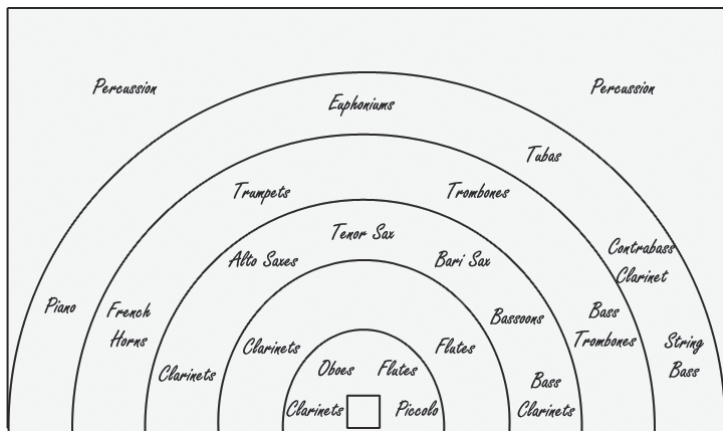 Percussion
Percussion
Euphoniums
Tubas
Trumpets
Trombones
Tenor Sax
Alto Saxes
Bari Sax
Contrabass
Clarinet
Piano
French
Horns
Bassoons
Bass
Trombones
String
Bass
Clarinets
Clarinets
Flutes
Oboes
Flutes
Bass
Clarinets
Clarinets
Piccolo